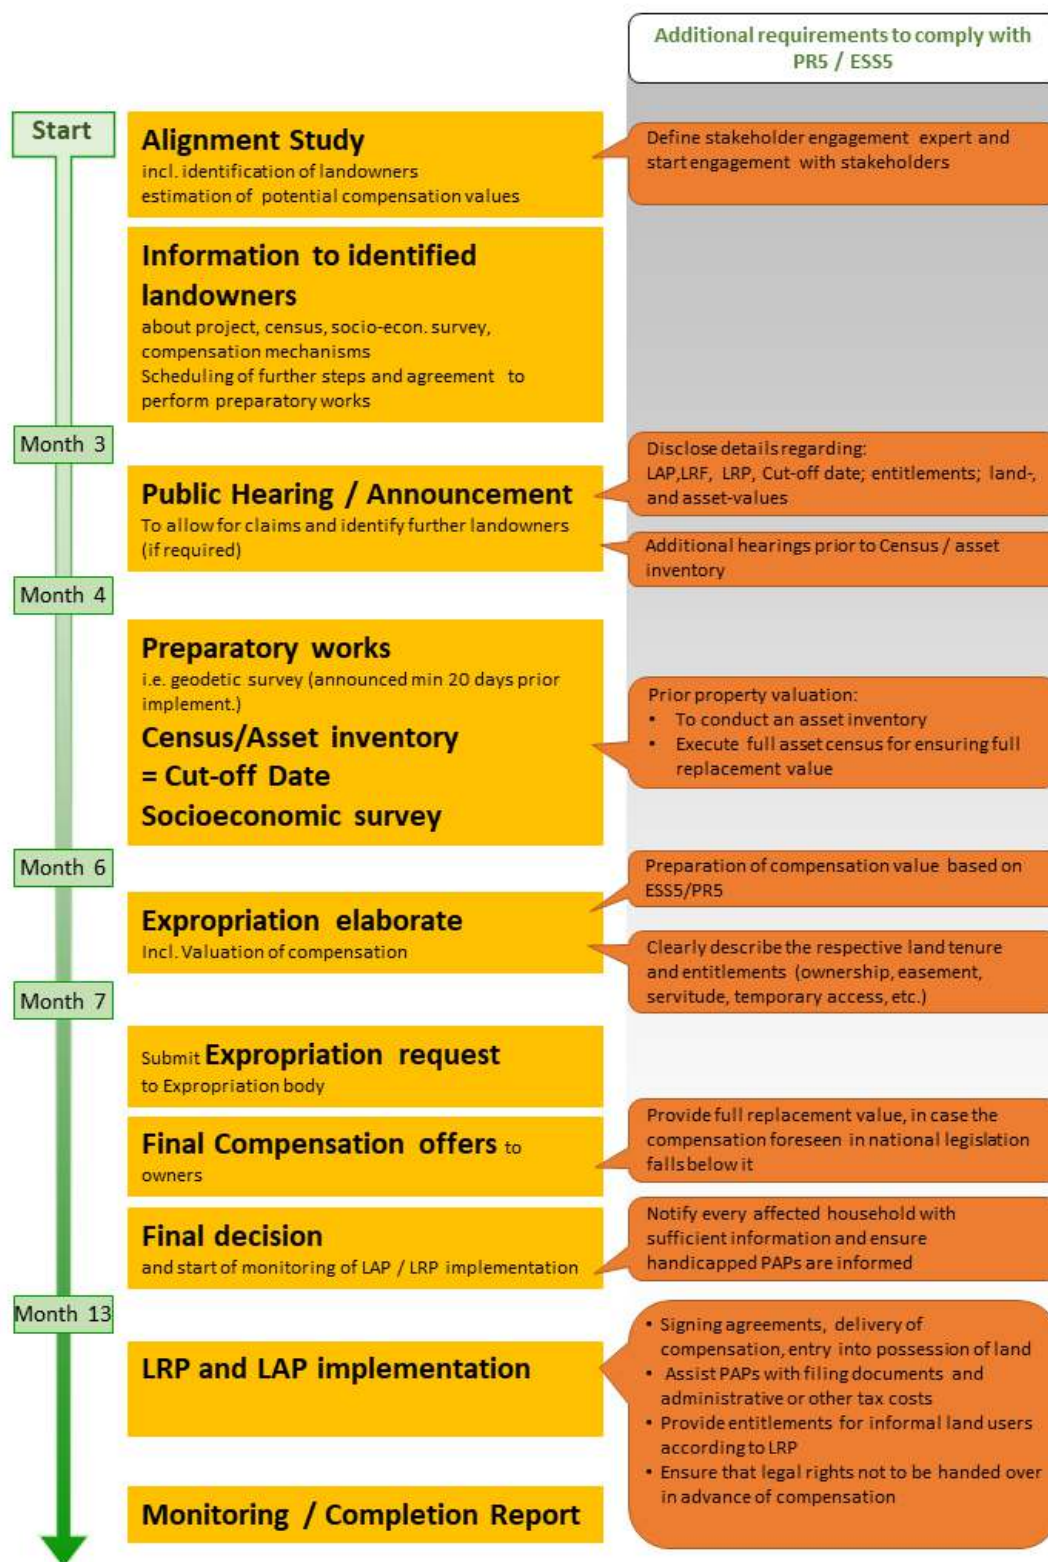 Additional requirements to comply with
PR5 / ESS5
Start
Alignment Study
incl. identification of landowners
estimation of potential compensation values
Define stakeholder engagement expert and
start engagement with stakeholders
Information to identified
landowners
about project, census, socio-econ. survey,
compensation mechanisms
Scheduling of further steps and agreement to
perform preparatory works
Month 3
Public Hearing / Announcement
To allow for claims and identify further landowners
(if required)
Disclose details regarding:
LAP,LRF, LRP, Cut-off date; entitlements; land-,
and asset-values
Additional hearings prior to Census / asset
inventory
Month 4
Preparatory works
i.e. geodetic survey (announced min 20 days prior
implement.)
Census/Asset inventory
= Cut-off Date
Socioeconomic survey
Prior property valuation:
• To conduct an asset inventory
• Execute full asset census for ensuring full
replacement value
Month 6
Expropriation elaborate
Incl. Valuation of compensation
Preparation of compensation value based on
ESS5/PR5
Clearly describe the respective land tenure
and entitlements (ownership, easement,
servitude, temporary access, etc.)
Month 7
Submit Expropriation request
to Expropriation body
Final Compensation offers to
owners
Provide full replacement value, in case the
compensation foreseen in national legislation
falls below it
Final decision
and start of monitoring of LAP / LRP implementation
Notify every affected household with
sufficient information and ensure
handicapped PAPs are informed
Month 13
LRP and LAP implementation
• Signing agreements, delivery of
compensation, entry into possession of land
• Assist PAPs with filing documents and
administrative or other tax costs
• Provide entitlements for informal land users
according to LRP
• Ensure that legal rights not to be handed over
in advance of compensation
Monitoring / Completion Report